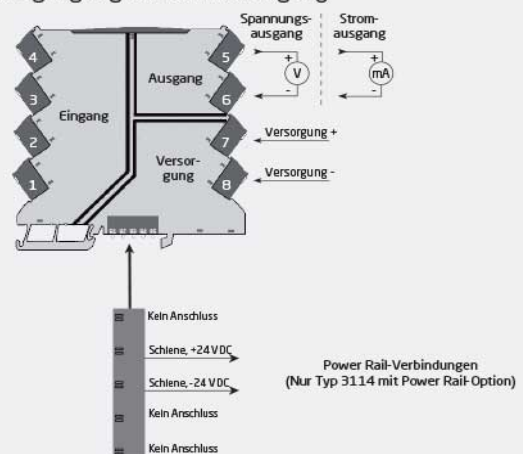 Spannungs-
ausgang
Strom-
ausgang
4
5
+
V
-
+
mA
-
Ausgang
3
6
Eingang
2
7
Versorgung +
Versor-
gung
1
8
Versorgung -
Kein Anschluss
Schiene, +24 VDC
Schiene, -24 VDC
Kein Anschluss
Kein Anschluss
Power Rail-Verbindungen
(Nur Typ 3114 mit Power Rail-Option)